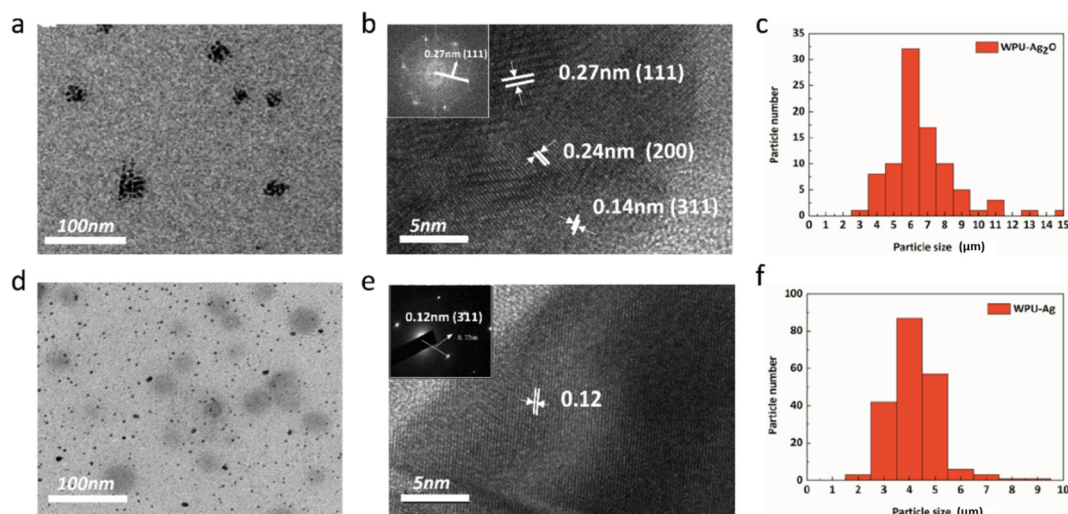 a
100nm
b
0.27nm (111)
0.27nm (111)
0.24nm (200)
0.14nm (311)
5nm
c
WPU-Ag₂O
Particle number
35
30
25
20
15
10
5
0
0 1 2 3 4 5 6 7 8 9 10 11 12 13 14 15
Particle size (μm)
d
100nm
e
0.12nm (311)
0.12nm
0.12
5nm
f
WPU-Ag
Particle number
100
80
60
40
20
0
0 1 2 3 4 5 6 7 8 9 10
Particle size (μm)